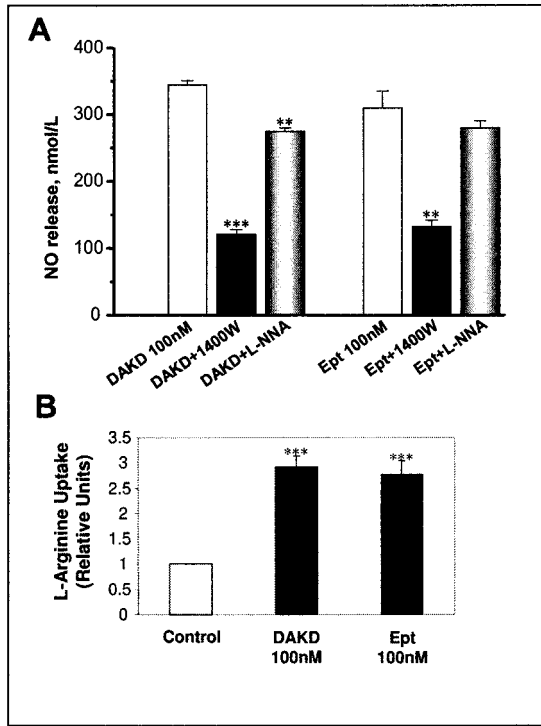 A
NO release, nmol/L
400
300
200
100
0
**
***
**
DAKD 100nM
DAKD+1400W
DAKD+L-NNA
Ept 100nM
Ept+1400W
Ept+L-NNA
B
L-Arginine Uptake
(Relative Units)
3.5
3
2.5
2
1
0.5
0
***
***
Control
DAKD
100nM
Ept
100nM